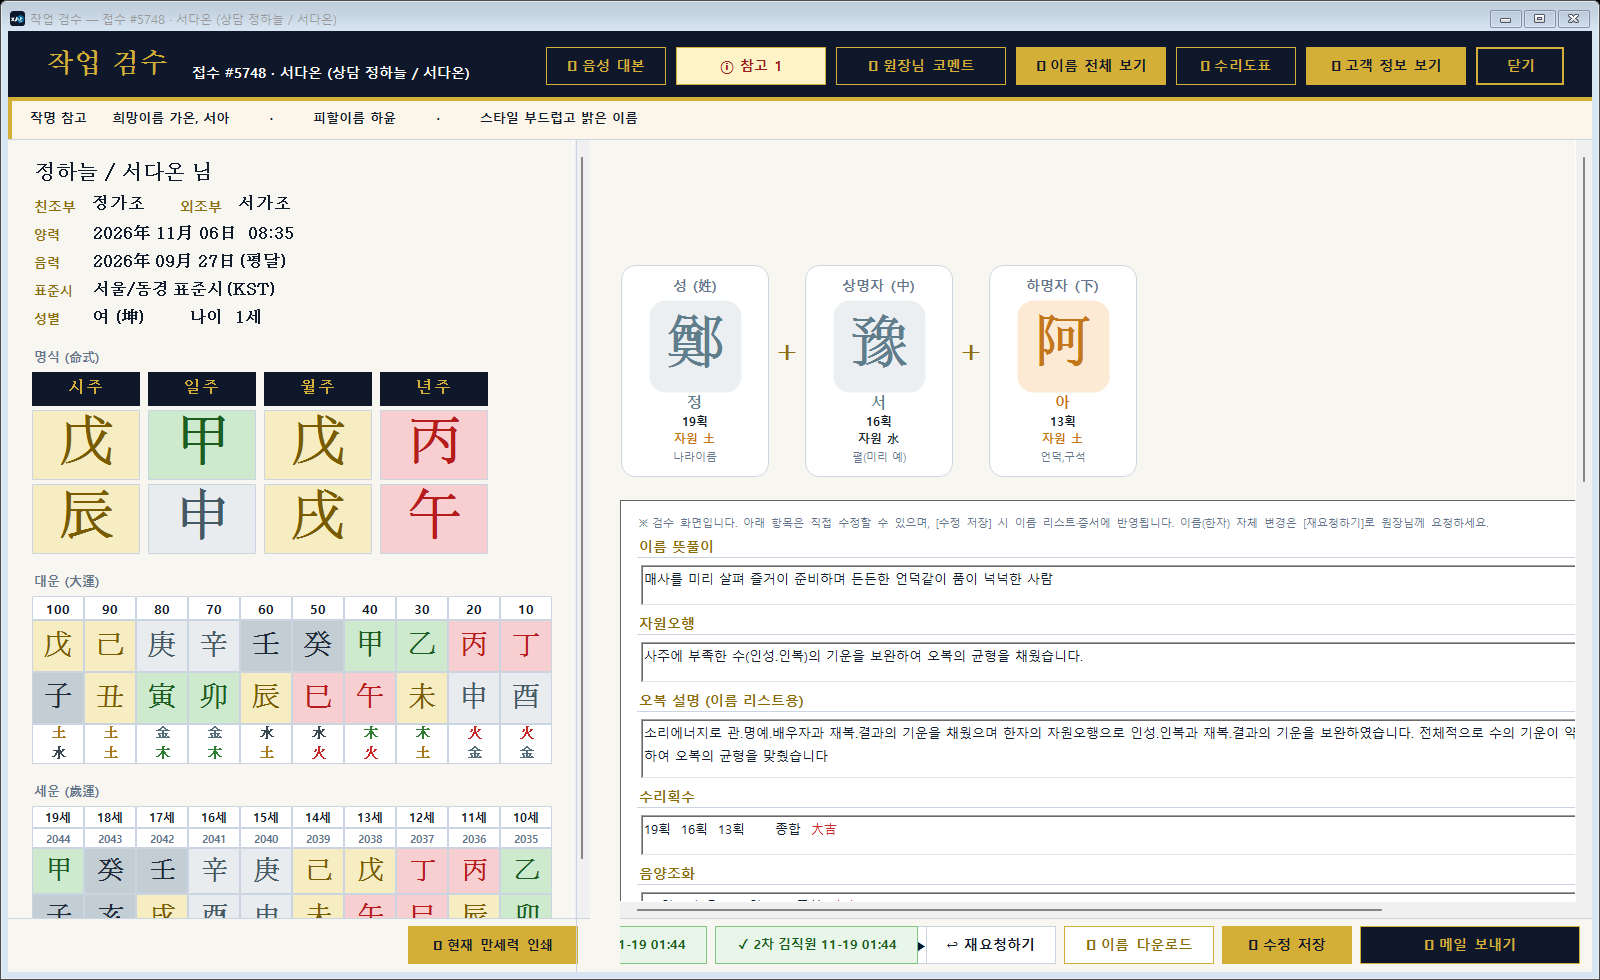 작업 검수 — 접수 #5748 · 서다온 (상담 정하늘 / 서다온)
작업 검수
접수 #5748 · 서다온 (상담 정하늘 / 서다온)
음성 대본
ⓘ 참고 1
원장님 코멘트
이름 전체 보기
수리도표
고객 정보 보기
닫기
작명 참고 희망이름 가온, 서아 · 피할이름 하윤 · 스타일 부드럽고 밝은 이름
정하늘 / 서다온 님
친조부 정가조 외조부 서가조
양력 2026年 11月 06日 08:35
음력 2026年 09月 27日 (평달)
표준시 서울/동경 표준시(KST)
성별 여 (坤) 나이 1세
명식 (命式)
시주 일주 월주 년주
戊 甲 戊 丙
辰 申 戌 午
대운 (大運)
100 90 80 70 60 50 40 30 20 10
戊 己 庚 辛 壬 癸 甲 乙 丙 丁
子 丑 寅 卯 辰 巳 午 未 申 酉
土 土 金 金 水 水 木 木 火 火
水 土 木 木 土 火 火 土 金 金
세운 (歲運)
19세 18세 17세 16세 15세 14세 13세 12세 11세 10세
2044 2043 2042 2041 2040 2039 2038 2037 2036 2035
甲 癸 壬 辛 庚 己 戊 丁 丙 乙
子 亥 戌 酉 申 未 午 巳 辰 卯
현재 만세력 인쇄
성 (姓)
鄭
정
19획
자원 土
나라이름
+
상명자 (中)
豫
서
16획
자원 水
펼(미리 예)
+
하명자 (下)
阿
아
13획
자원 土
언덕,구석
※ 검수 화면입니다. 아래 항목은 직접 수정할 수 있으며, [수정 저장] 시 이름 리스트·증서에 반영됩니다. 이름(한자) 자체 변경은 [재요청하기]로 원장님께 요청하세요.
이름 뜻풀이
매사를 미리 살펴 즐거이 준비하며 든든한 언덕같이 품이 넉넉한 사람
자원오행
사주에 부족한 수(인성.인복)의 기운을 보완하여 오복의 균형을 채웠습니다.
오복 설명 (이름 리스트용)
소리에너지로 관.명예.배우자과 재복.결과의 기운을 채웠으며 한자의 자원오행으로 인성.인복과 재복.결과의 기운을 보완하였습니다. 전체적으로 수의 기운이 약
하여 오복의 균형을 맞췄습니다
수리획수
19획 16획 13획 종합 大吉
음양조화
1-19 01:44
✓ 2차 김직원 11-19 01:44
↩ 재요청하기
이름 다운로드
수정 저장
메일 보내기